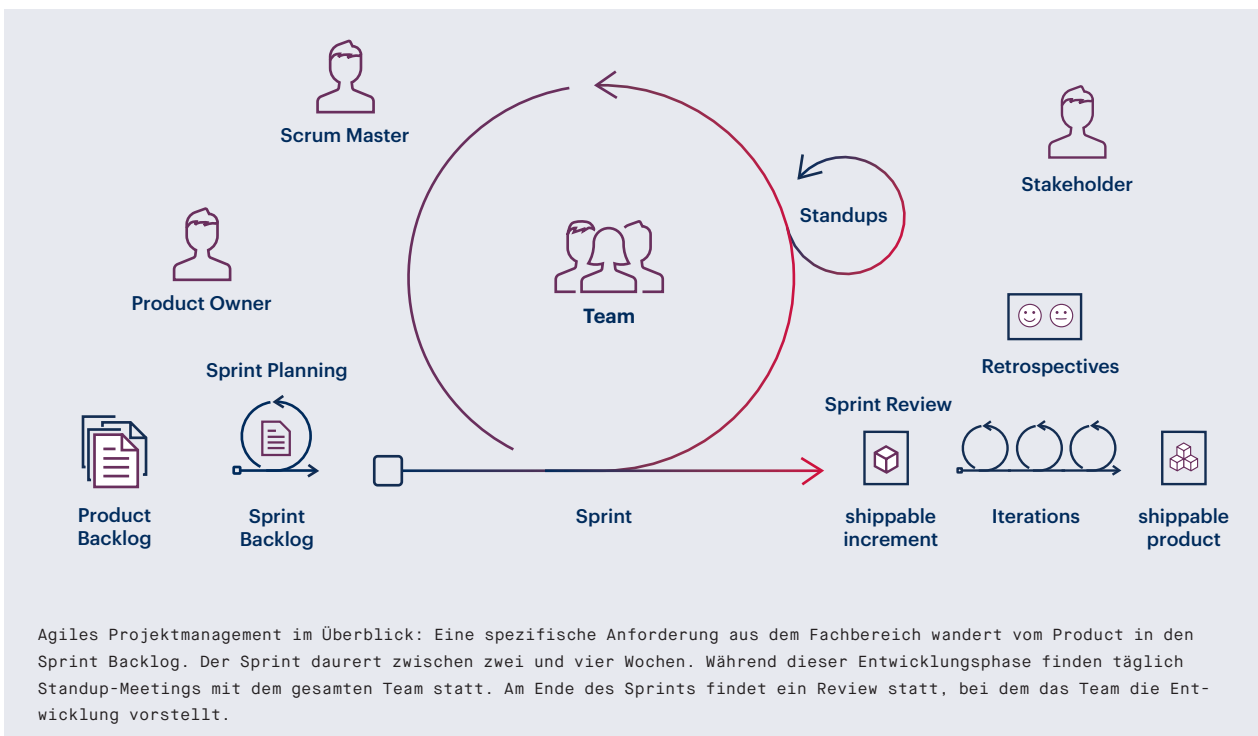 Scrum Master
Stakeholder
Standups
Product Owner
Team
Retrospectives
Sprint Planning
Sprint Review
Product
Backlog
Sprint
Backlog
Sprint
shippable
increment
Iterations
shippable
product
Agiles Projektmanagement im Überblick: Eine spezifische Anforderung aus dem Fachbereich wandert vom Product in den
Sprint Backlog. Der Sprint daurert zwischen zwei und vier Wochen. Während dieser Entwicklungsphase finden täglich
Standup-Meetings mit dem gesamten Team statt. Am Ende des Sprints findet ein Review statt, bei dem das Team die Ent-
wicklung vorstellt.